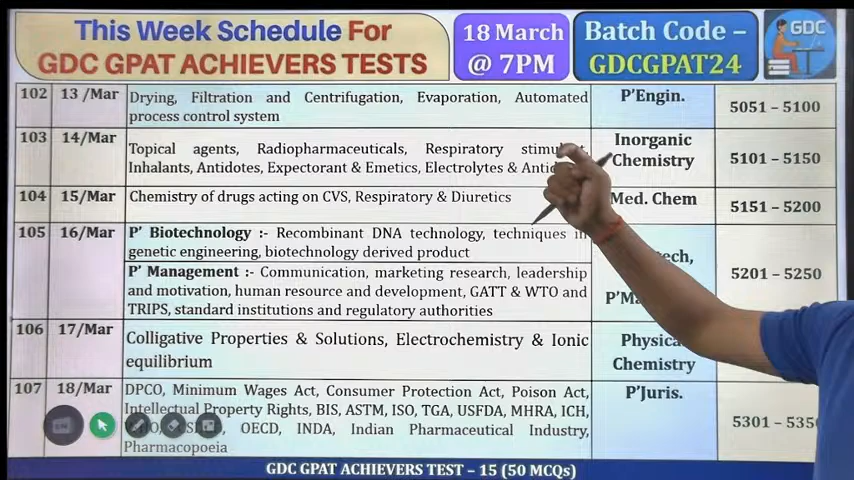 This Week Schedule For
GDC GPAT ACHIEVERS TESTS
18 March
@ 7PM
Batch Code –
GDCGPAT24
GDC
102 13 /Mar Drying, Filtration and Centrifugation, Evaporation, Automated
process control system
P'Engin.
5051 – 5100
103 14/Mar
Topical agents, Radiopharmaceuticals, Respiratory
Inhalants, Antidotes, Expectorant & Emetics, Electrolytes &
Inorganic
Chemistry
5101 – 5150
104 15/Mar Chemistry of drugs acting on CVS, Respiratory & Diuretics
Med. Chem
5151 – 5200
105 16/Mar P' Biotechnology :- Recombinant DNA technology, techniques in
genetic engineering, biotechnology derived product
P' Management :- Communication, marketing research, leadership
and motivation, human resource and development, GATT & WTO and
TRIPS, standard institutions and regulatory authorities
5201 – 5250
106 17/Mar
Colligative Properties & Solutions, Electrochemistry & Ionic
equilibrium
Chemistry
107 18/Mar DPCO, Minimum Wages Act, Consumer Protection Act, Poison Act,
Intellectual Property Rights, BIS, ASTM, ISO, TGA, USFDA, MHRA, ICH,
OECD, INDA, Indian Pharmaceutical Industry,
Pharmacopoeia
P'Juris.
5301 – 5350
GDC GPAT ACHIEVERS TEST – 15 (50 MCQs)